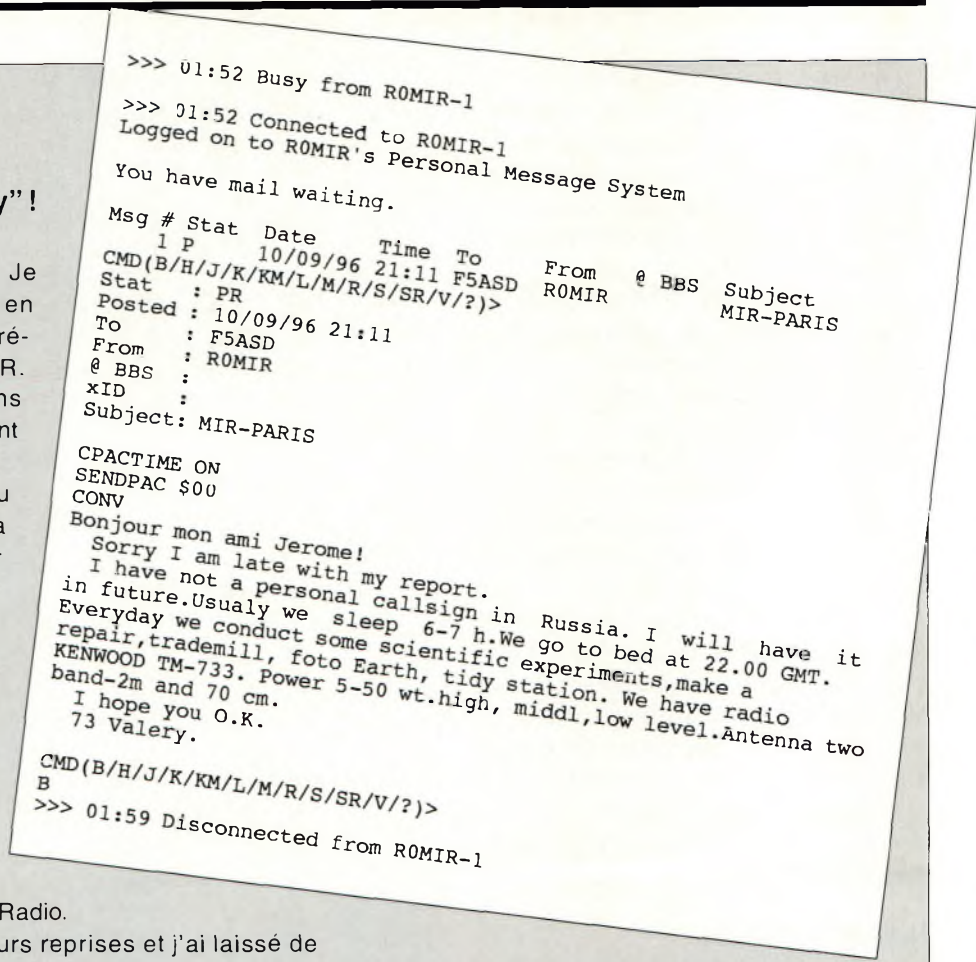 y”!
Je
en
ré-
R.
ns
nt
u
a
>>> 01:52 Busy from R0MIR-1
>>> 01:52 Connected to R0MIR-1
Logged on to R0MIR's Personal Message System
You have mail waiting.
Msg # Stat Date Time To From @ BBS Subject
1 P 10/09/96 21:11 F5ASD R0MIR MIR-PARIS
CMD(B/H/J/K/KM/L/M/R/S/SR/V/?)>
Stat : PR
Posted : 10/09/96 21:11
To : F5ASD
From : R0MIR
@ BBS :
xID :
Subject: MIR-PARIS
CPACTIME ON
SENDPAC $00
CONV
Bonjour mon ami Jerome!
Sorry I am late with my report.
I have not a personal callsign in Russia. I will have it
in future.Usualy we sleep 6-7 h.We go to bed at 22.00 GMT.
Everyday we conduct some scientific experiments,make a
repair,trademill, foto Earth, tidy station. We have radio
KENWOOD TM-733. Power 5-50 wt.high, middl,low level.Antenna two
band-2m and 70 cm.
I hope you O.K.
73 Valery.
CMD(B/H/J/K/KM/L/M/R/S/SR/V/?)>
B
>>> 01:59 Disconnected from R0MIR-1
Radio.
urs reprises et j'ai laissé de